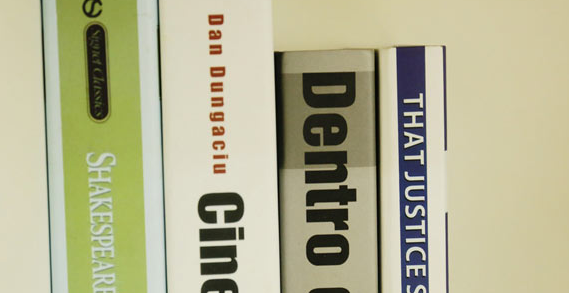 Signet Classics
SHAKESPEARE
Dan Dungaciu
Cine
Dentro
THAT JUSTICE S